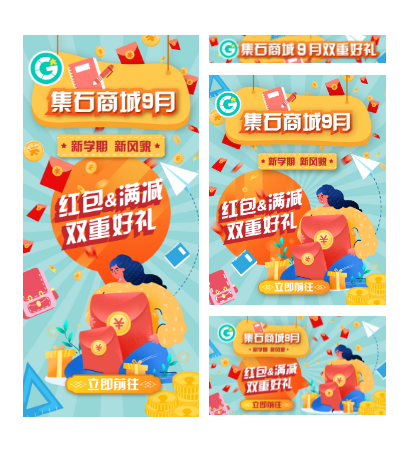 集石商城9月
新学期 新风貌
红包&满减
双重好礼
立即前往
集石商城9月双重好礼
集石商城9月
新学期 新风貌
红包&满减
双重好礼
立即前往
集石商城9月
新学期 新风貌
红包&满减
双重好礼
立即前往